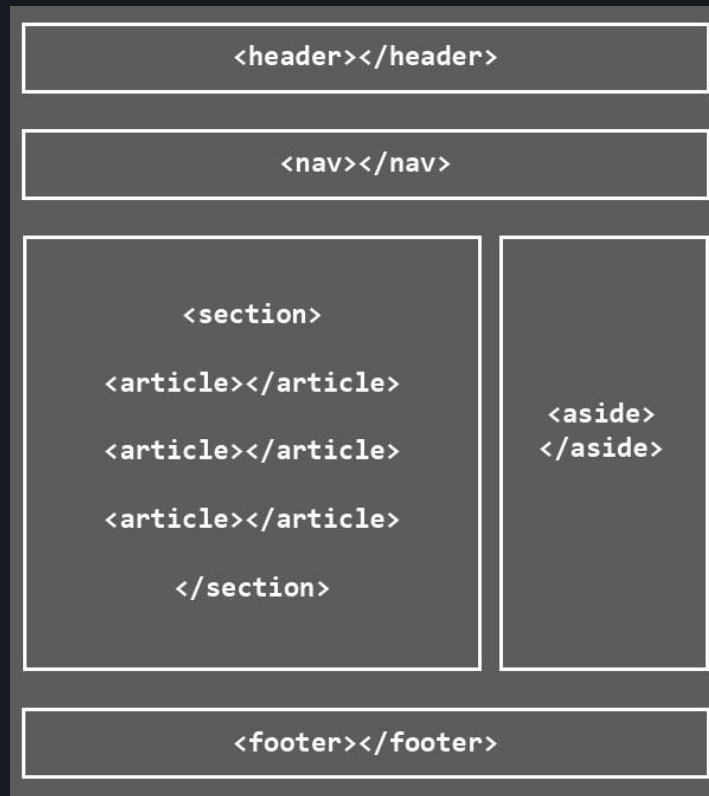 <header></header>
<nav></nav>
<section>
<article></article>
<article></article>
<article></article>
</section>
<aside>
</aside>
<footer></footer>